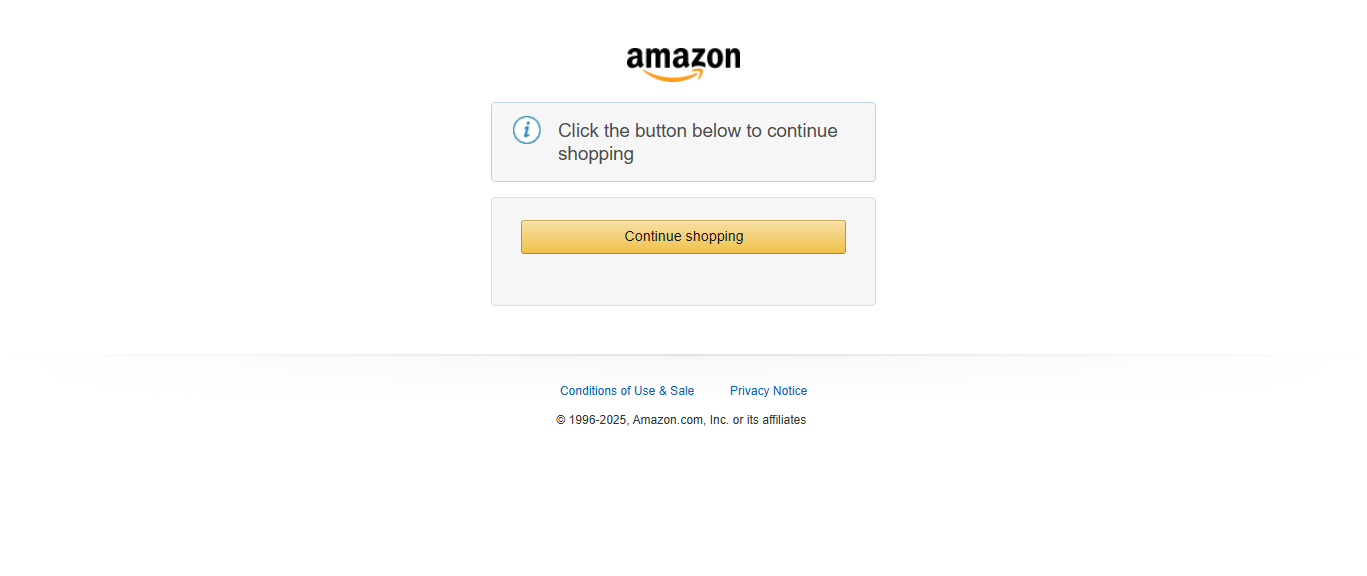 amazon
Click the button below to continue
shopping
Continue shopping
Conditions of Use & Sale Privacy Notice
© 1996-2025, Amazon.com, Inc. or its affiliates